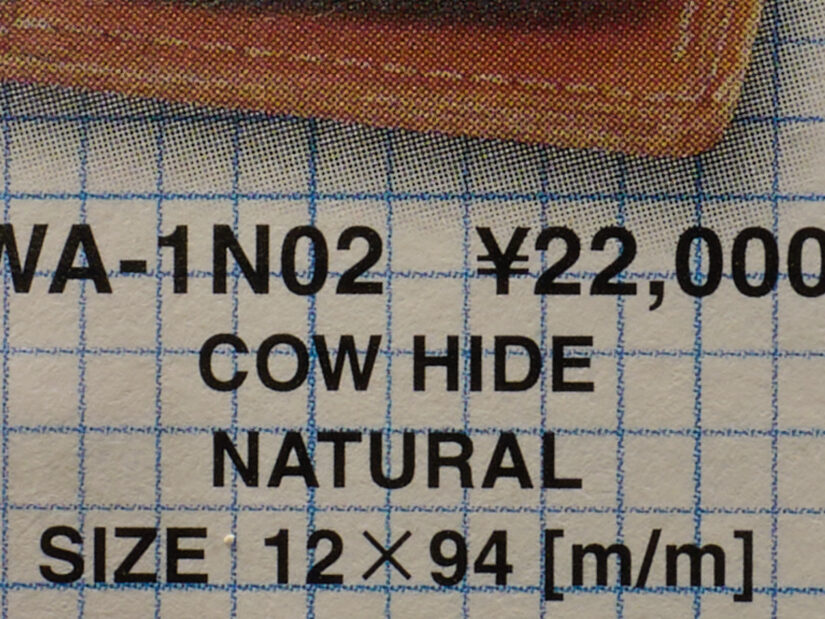 WA-1N02 ¥22,000
COW HIDE
NATURAL
SIZE 12×94 [m/m]